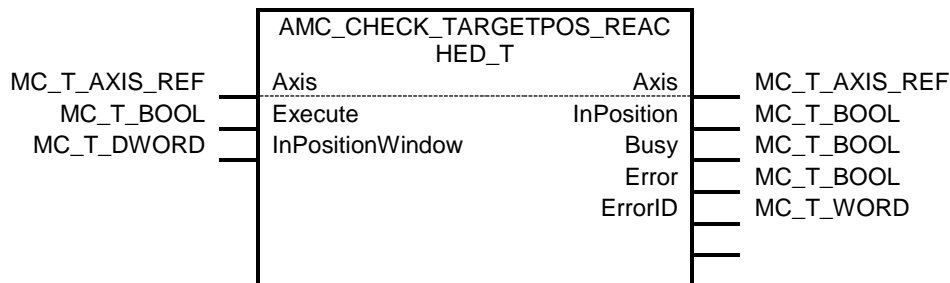 AMC_CHECK_TARGETPOS_REAC
HED_T
MC_T_AXIS_REF Axis Axis MC_T_AXIS_REF
MC_T_BOOL Execute InPosition MC_T_BOOL
MC_T_DWORD InPositionWindow Busy MC_T_BOOL
Error MC_T_BOOL
ErrorID MC_T_WORD